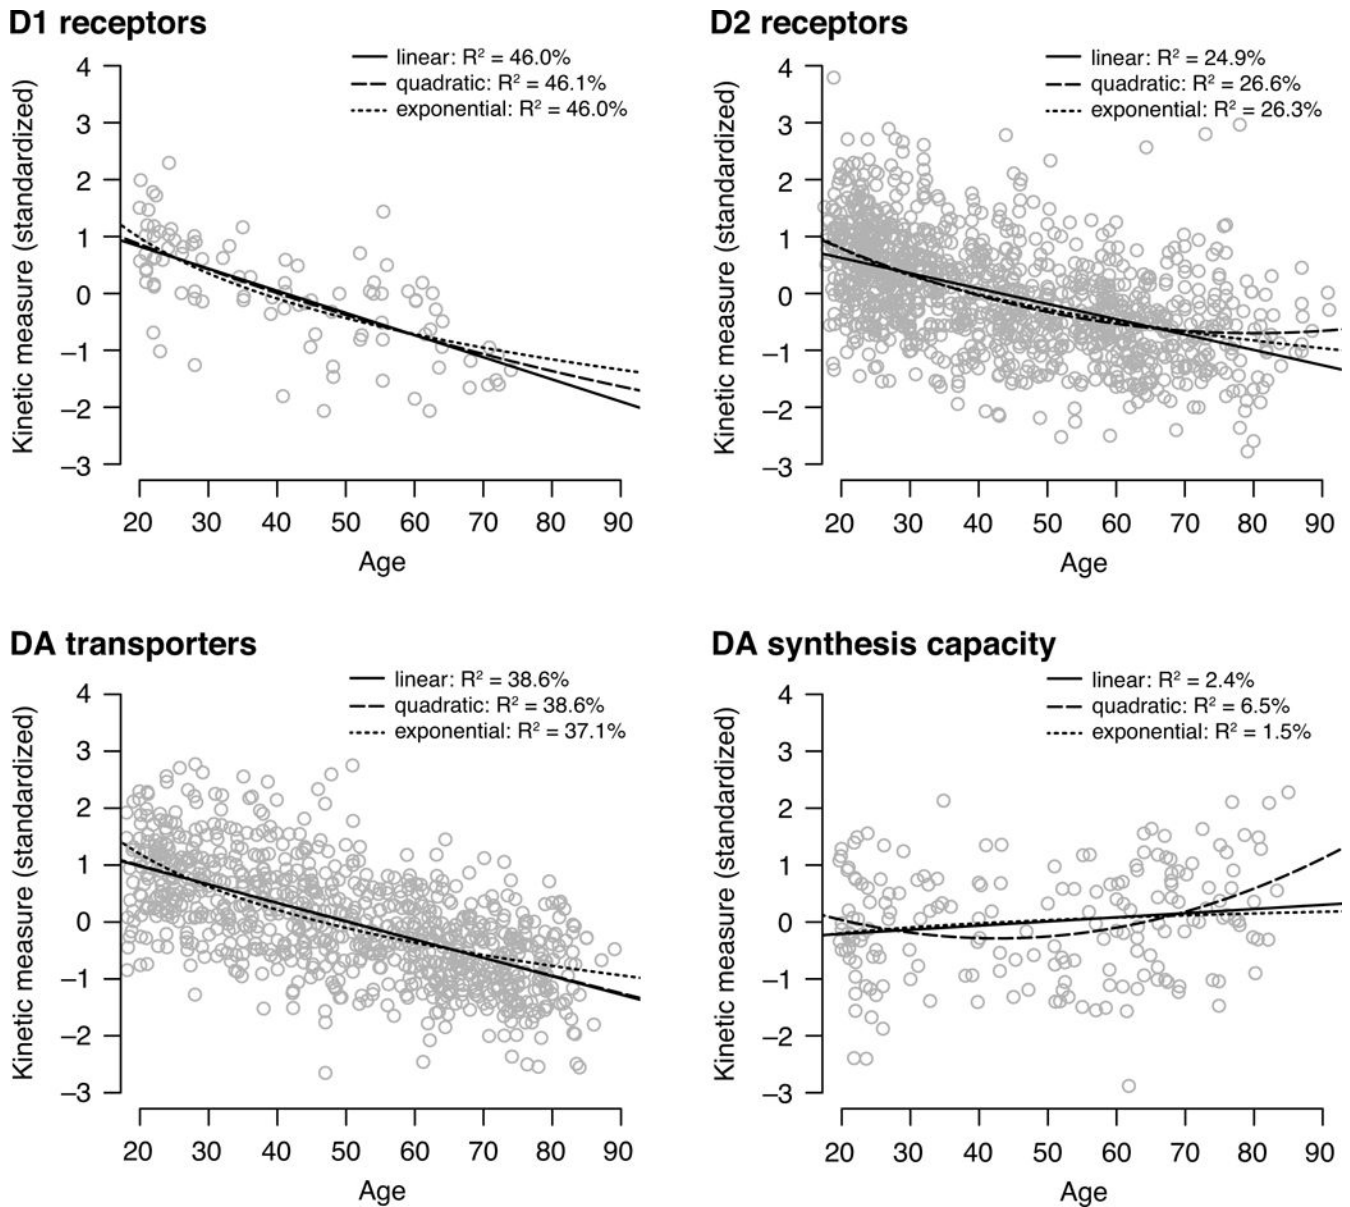 D1 receptors
linear: R² = 46.0%
quadratic: R² = 46.1%
exponential: R² = 46.0%
Kinetic measure (standardized)
4
3
2
1
0
−1
−2
−3
20 30 40 50 60 70 80 90
Age
D2 receptors
linear: R² = 24.9%
quadratic: R² = 26.6%
exponential: R² = 26.3%
Kinetic measure (standardized)
4
3
2
1
0
−1
−2
−3
20 30 40 50 60 70 80 90
Age
DA transporters
linear: R² = 38.6%
quadratic: R² = 38.6%
exponential: R² = 37.1%
Kinetic measure (standardized)
4
3
2
1
0
−1
−2
−3
20 30 40 50 60 70 80 90
Age
DA synthesis capacity
linear: R² = 2.4%
quadratic: R² = 6.5%
exponential: R² = 1.5%
Kinetic measure (standardized)
4
3
2
1
0
−1
−2
−3
20 30 40 50 60 70 80 90
Age